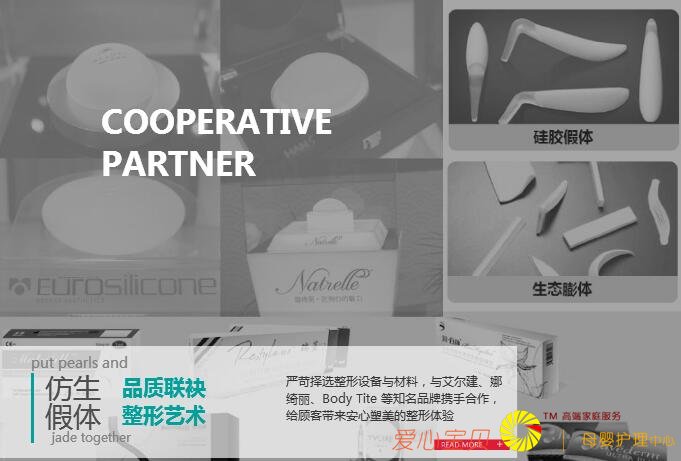 COOPERATIVE
PARTNER
硅胶假体
生态膨体
EUROSILICONE
Natrelle
Natrelle
put pearls and
仿生
假体
jade together
品质联袂
整形艺术
严苛择选整形设备与材料，与艾尔建、娜
绮丽、Body Tite 等知名品牌携手合作，
给顾客带来安心塑美的整形体验
READ MORE
爱心宝贝
TM 高端家庭服务
母婴护理中心